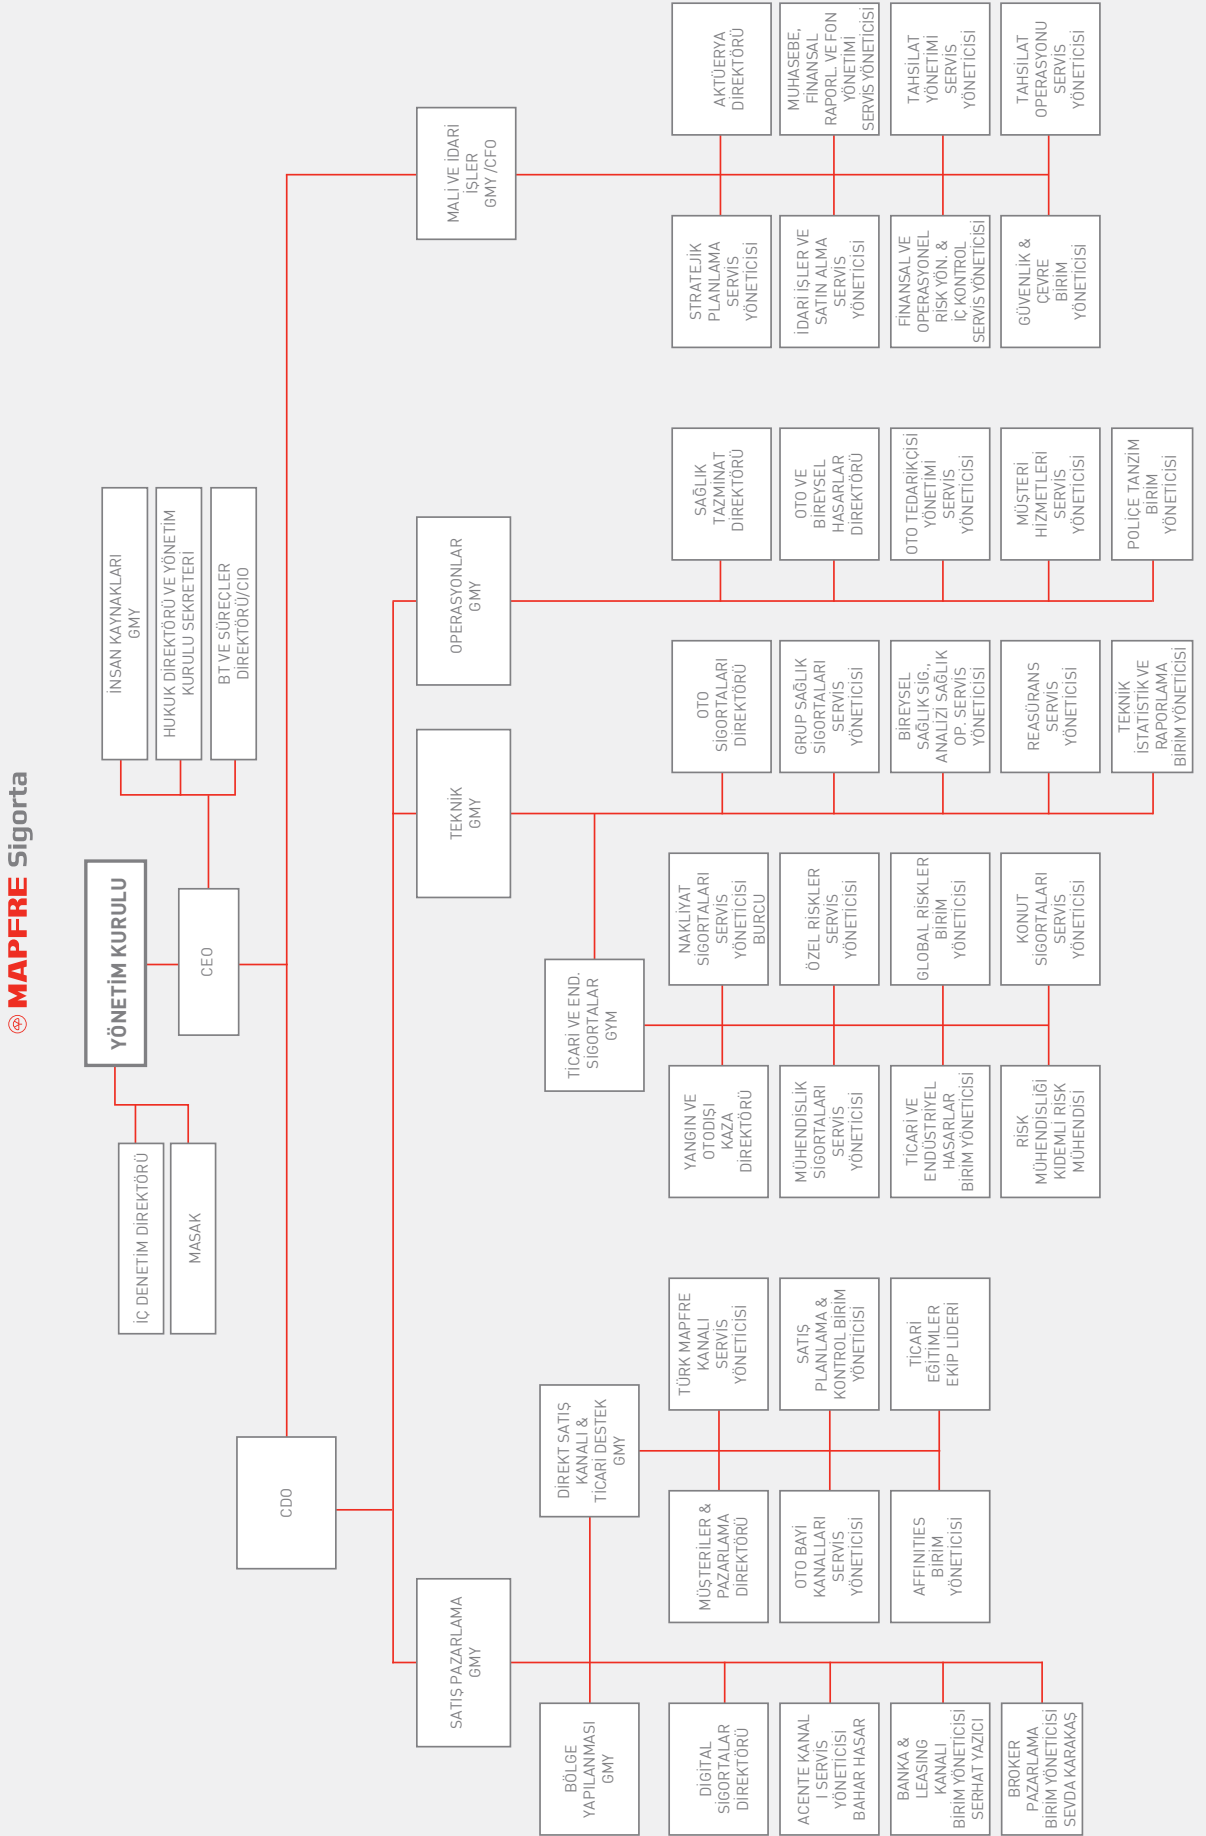 MAPFRE Sigorta
YÖNETİM KURULU
İÇ DENETİM DİREKTÖRÜ
MASAK
CEO
İNSAN KAYNAKLARI
GMY
HUKUK DİREKTÖRÜ VE YÖNETİM
KURULU SEKRETERİ
BT VE SÜREÇLER
DİREKTÖRÜ/CIO
CDO
MALİ VE İDARİ
İŞLER
GMY /CFO
SATIŞ PAZARLAMA
GMY
TEKNİK
GMY
OPERASYONLAR
GMY
BÖLGE
YAPILANMASI
GMY
DİREKT SATIŞ
KANALI &
TİCARİ DESTEK
GMY
TİCARİ VE END.
SİGORTALAR
GYM
DİGİTAL
SİGORTALAR
DİREKTÖRÜ
MÜŞTERİLER &
PAZARLAMA
DİREKTÖRÜ
TÜRK MAPFRE
KANALI
SERVİS
YÖNETİCİSİ
YANGIN VE
OTODIŞI
KAZA
DİREKTÖRÜ
NAKLİYAT
SİGORTALARI
SERVİS
YÖNETİCİSİ
BURCU
OTO
SİGORTALARI
DİREKTÖRÜ
SAĞLIK
TAZMİNAT
DİREKTÖRÜ
STRATEJİK
PLANLAMA
SERVİS
YÖNETİCİSİ
AKTÜERYA
DİREKTÖRÜ
ACENTE KANAL
I SERVİS
YÖNETİCİSİ
BAHAR HASAR
OTO BAYİ
KANALLARI
SERVİS
YÖNETİCİSİ
SATIŞ
PLANLAMA &
KONTROL BİRİM
YÖNETİCİSİ
MÜHENDİSLİK
SİGORTALARI
SERVİS
YÖNETİCİSİ
ÖZEL RİSKLER
SERVİS
YÖNETİCİSİ
GRUP SAĞLIK
SİGORTALARI
SERVİS
YÖNETİCİSİ
OTO VE
BİREYSEL
HASARLAR
DİREKTÖRÜ
İDARİ İŞLER VE
SATIN ALMA
SERVİS
YÖNETİCİSİ
MUHASEBE,
FİNANSAL
RAPORL. VE FON
YÖNETİMİ
SERVİS YÖNETİCİSİ
BANKA &
LEASING
KANALI
BİRİM YÖNETİCİSİ
SERHAT YAZICI
AFFINITIES
BİRİM
YÖNETİCİSİ
TİCARİ
EĞİTİMLER
EKİP LİDERİ
TİCARİ VE
ENDÜSTRİYEL
HASARLAR
BİRİM YÖNETİCİSİ
GLOBAL RİSKLER
BİRİM
YÖNETİCİSİ
BİREYSEL
SAĞLIK SİG.,
ANALİZİ SAĞLIK
OP. SERVİS
YÖNETİCİSİ
OTO TEDARİKÇİSİ
YÖNETİMİ
SERVİS
YÖNETİCİSİ
FİNANSAL VE
OPERASYONEL
RİSK YÖN. &
İÇ KONTROL
SERVİS YÖNETİCİSİ
TAHSİLAT
YÖNETİMİ
SERVİS
YÖNETİCİSİ
BROKER
PAZARLAMA
BİRİM YÖNETİCİSİ
SEVDA KARAKAŞ
RİSK
MÜHENDİSLİĞİ
KIDEMLİ RİSK
MÜHENDİSİ
KONUT
SİGORTALARI
SERVİS
YÖNETİCİSİ
REASÜRANS
SERVİS
YÖNETİCİSİ
MÜŞTERİ
HİZMETLERİ
SERVİS
YÖNETİCİSİ
GÜVENLİK &
ÇEVRE
BİRİM
YÖNETİCİSİ
TAHSİLAT
OPERASYONU
SERVİS
YÖNETİCİSİ
TEKNİK
İSTATİSTİK VE
RAPORLAMA
BİRİM YÖNETİCİSİ
POLİÇE TANZİM
BİRİM
YÖNETİCİSİ